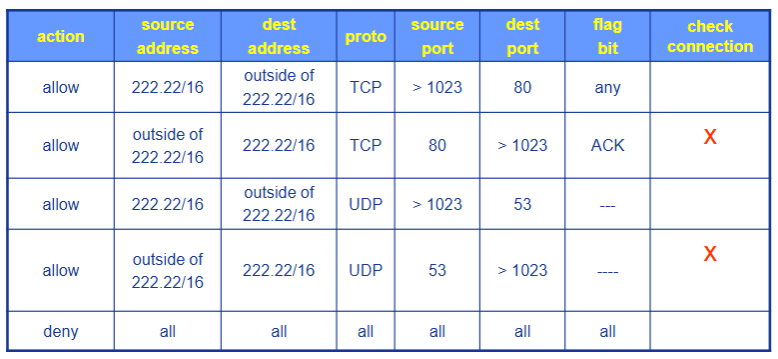 action source address dest address proto source port dest port flag bit check connection
allow 222.22/16 outside of 222.22/16 TCP > 1023 80 any
allow outside of 222.22/16 222.22/16 TCP 80 > 1023 ACK X
allow 222.22/16 outside of 222.22/16 UDP > 1023 53 ---
allow outside of 222.22/16 222.22/16 UDP 53 > 1023 ---- X
deny all all all all all all